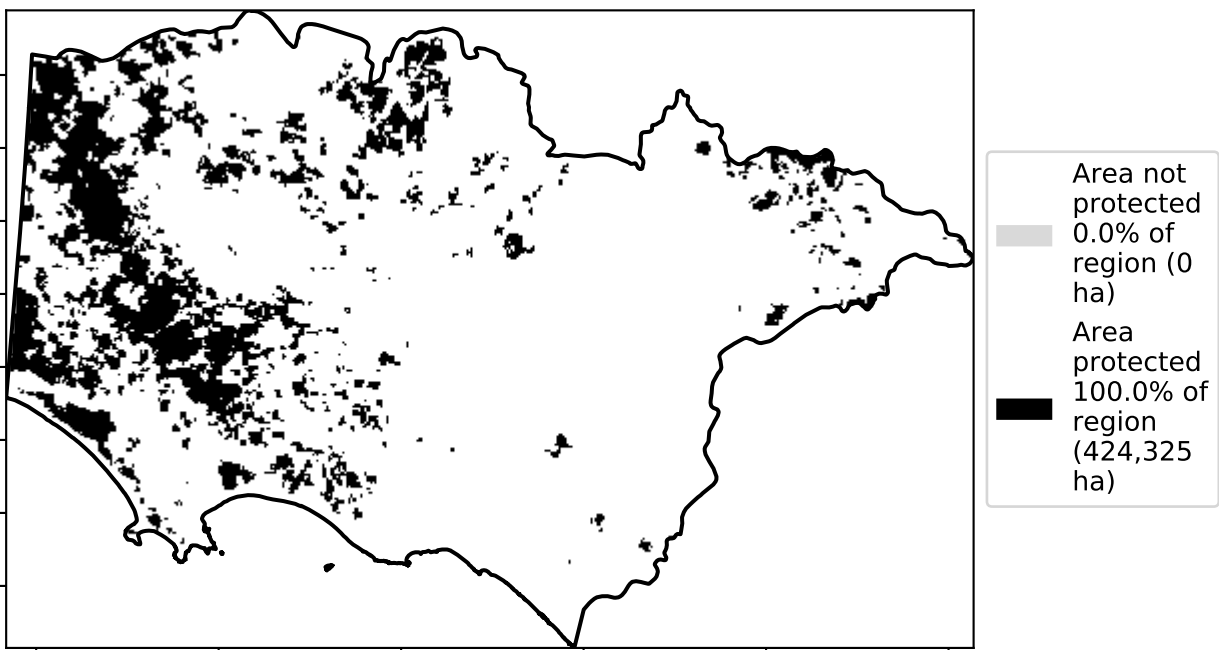 Area not
protected
0.0% of
region (0
ha)
Area
protected
100.0% of
region
(424,325
ha)